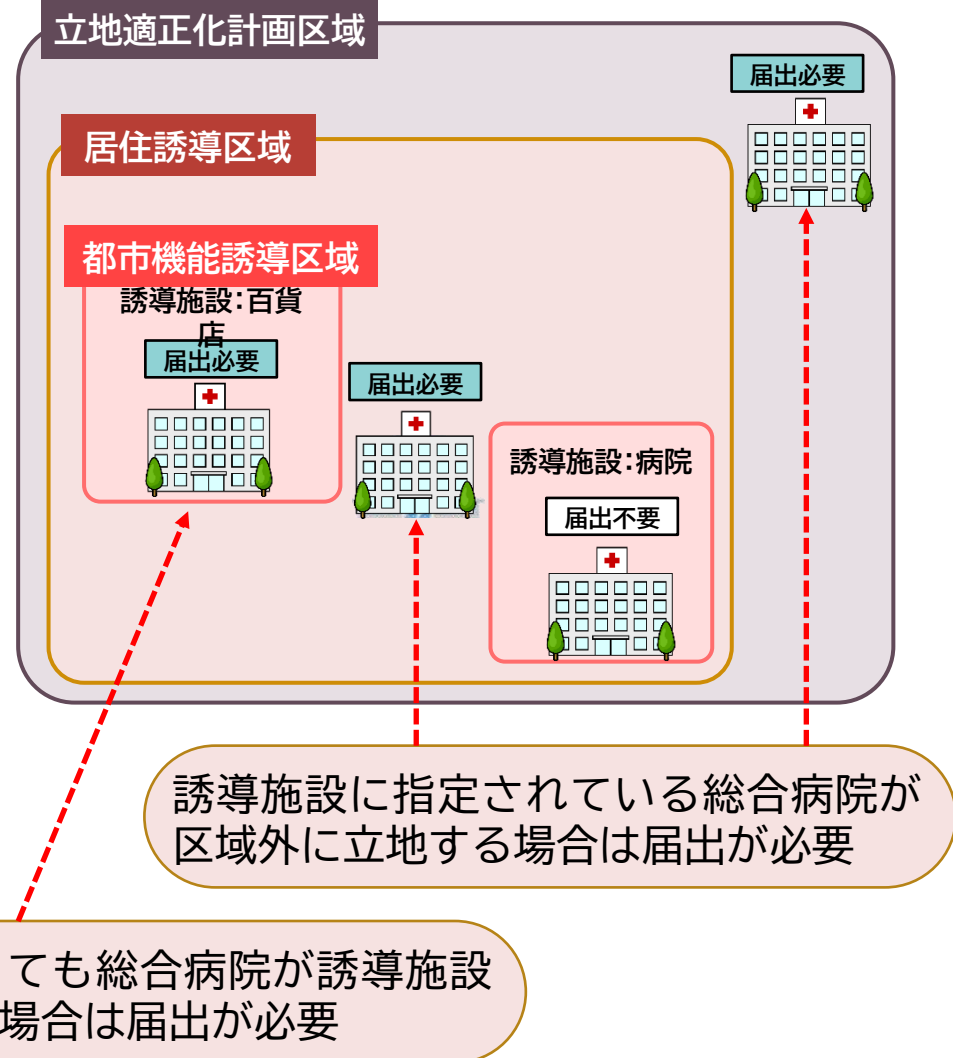 立地適正化計画区域
届出必要
居住誘導区域
都市機能誘導区域
誘導施設：百貨
店
届出必要
届出必要
誘導施設：病院
届出不要
誘導施設に指定されている総合病院が
区域外に立地する場合は届出が必要
ても総合病院が誘導施設
場合は届出が必要